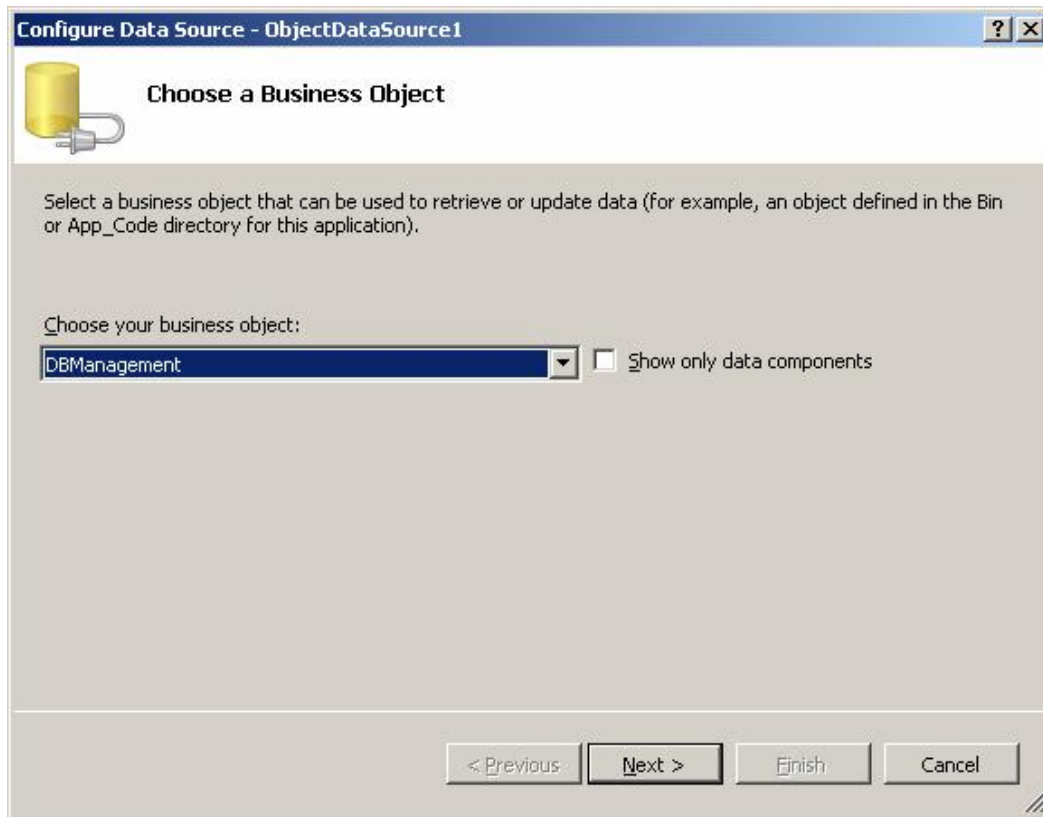 Configure Data Source - ObjectDataSource1
Choose a Business Object
Select a business object that can be used to retrieve or update data (for example, an object defined in the Bin
or App_Code directory for this application).
Choose your business object:
DBManagement
Show only data components
< Previous
Next >
Finish
Cancel